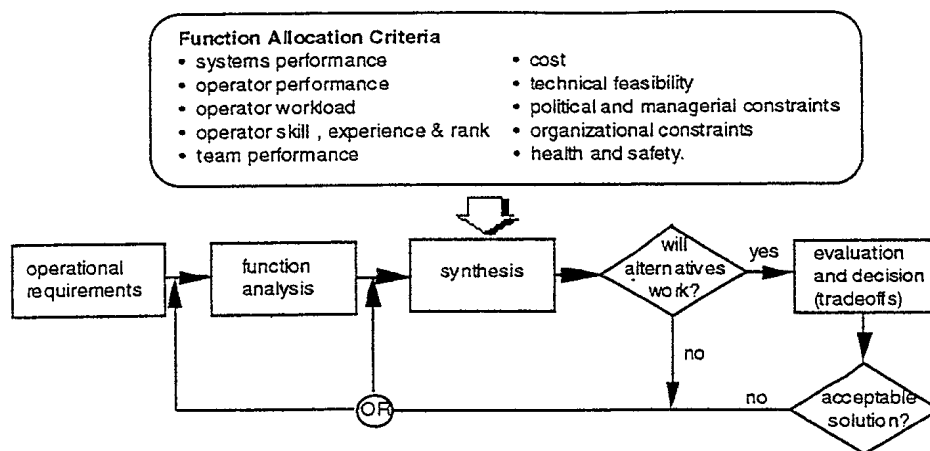 Function Allocation Criteria
• systems performance
• operator performance
• operator workload
• operator skill , experience & rank
• team performance
• cost
• technical feasibility
• political and managerial constraints
• organizational constraints
• health and safety.
operational
requirements
function
analysis
synthesis
will
alternatives
work?
yes
evaluation
and decision
(tradeoffs)
no
OR
no
acceptable
solution?